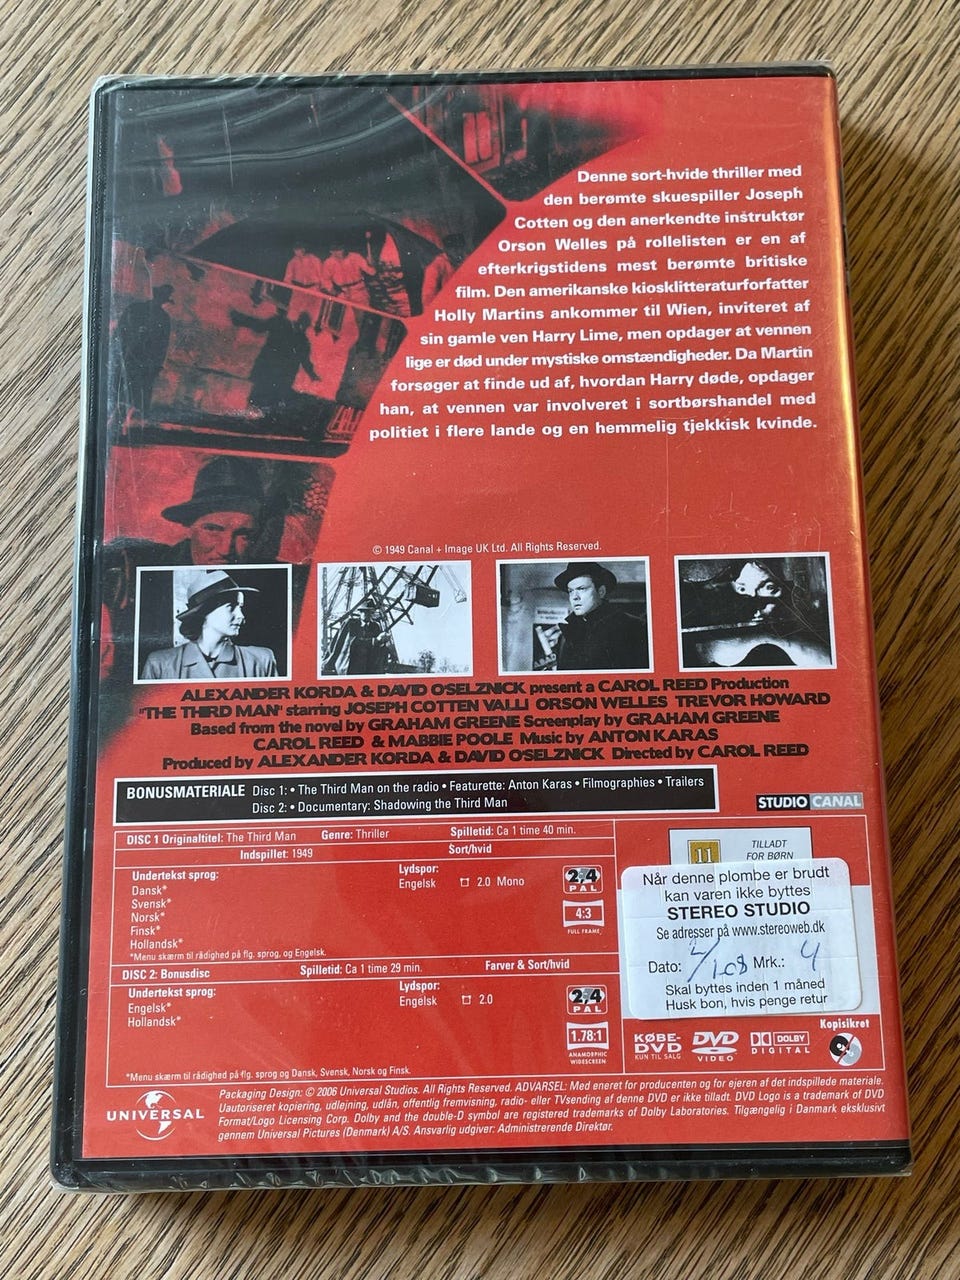 Denne sort-hvide thriller med
den berømte skuespiller Joseph
Cotten og den anerkendte instruktør
Orson Welles på rollelisten er en af
efterkrigstidens mest berømte britiske
film. Den amerikanske kiosklitteraturforfatter
Holly Martins ankommer til Wien, inviteret af
sin gamle ven Harry Lime, men opdager at vennen
lige er død under mystiske omstændigheder. Da Martin
forsøger at finde ud af, hvordan Harry døde, opdager
han, at vennen var involveret i sortbørshandel med
politiet i flere lande og en hemmelig tjekkisk kvinde.
© 1949 Canal + Image UK Ltd. All Rights Reserved.
ALEXANDER KORDA & DAVID O'SELZNICK present a CAROL REED Production
"THE THIRD MAN" starring JOSEPH COTTEN VALLI ORSON WELLES TREVOR HOWARD
Based from the novel by GRAHAM GREENE Screenplay by GRAHAM GREENE
CAROL REED & MABBIE POOLE Music by ANTON KARAS
Produced by ALEXANDER KORDA & DAVID O'SELZNICK Directed by CAROL REED
BONUSMATERIALE Disc 1: • The Third Man on the radio • Featurette: Anton Karas • Filmographies • Trailers
Disc 2: • Documentary: Shadowing the Third Man
STUDIO CANAL
DISC 1 Originaltitel: The Third Man Genre: Thriller Spilletid: Ca 1 time 40 min.
Indspillet: 1949 Sort/hvid
Undertekst sprog:
Dansk*
Svensk*
Norsk*
Finsk*
Hollandsk*
*Menu skærm til rådighed på flg. sprog, og Engelsk.
Lydspor:
Engelsk 2.0 Mono
2,4
PAL
4:3
FULL FRAME
DISC 2: Bonusdisc Spilletid: Ca 1 time 29 min. Farver & Sort/hvid
Undertekst sprog:
Engelsk*
Hollandsk*
Lydspor:
Engelsk 2.0
2,4
PAL
1.78:1
ANAMORPHIC
WIDESCREEN
*Menu skærm til rådighed på flg. sprog og Dansk, Svensk, Norsk og Finsk.
11
TILLADT
FOR BØRN
Når denne plombe er brudt
kan varen ikke byttes
STEREO STUDIO
Se adresser på www.stereoweb.dk
Dato: Mrk.: 4
Skal byttes inden 1 måned
Husk bon, hvis penge retur
KØBE-
DVD
KUN TIL SALG
DVD
VIDEO
DOLBY
DIGITAL
Kopisikret
UNIVERSAL
Packaging Design: © 2006 Universal Studios. All Rights Reserved. ADVARSEL: Med eneret for producenten og for ejeren af det indspillede materiale.
Uautoriseret kopiering, udlejning, udlån, offentlig fremvisning, radio- eller TVsending af denne DVD er ikke tilladt. DVD Logo is a trademark of DVD
Format/Logo Licensing Corp. Dolby and the double-D symbol are registered trademarks of Dolby Laboratories. Tilgængelig i Danmark eksklusivt
gennem Universal Pictures (Denmark) A/S. Ansvarlig udgiver: Administrerende Direktør.